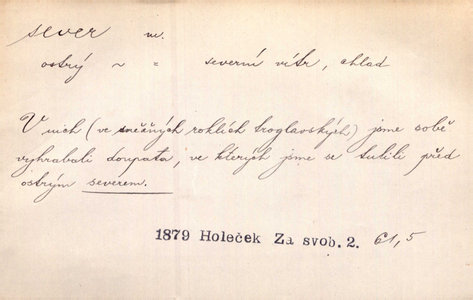 sever m.
ostrý ~ = severní vítr, chlad
V nich (ve sněžných roklích troglavských) jsme sobě
vyhrabali doupata, ve kterých jsme se tulili před
ostrým severem.
1879 Holeček Za svob. 2. 61,5